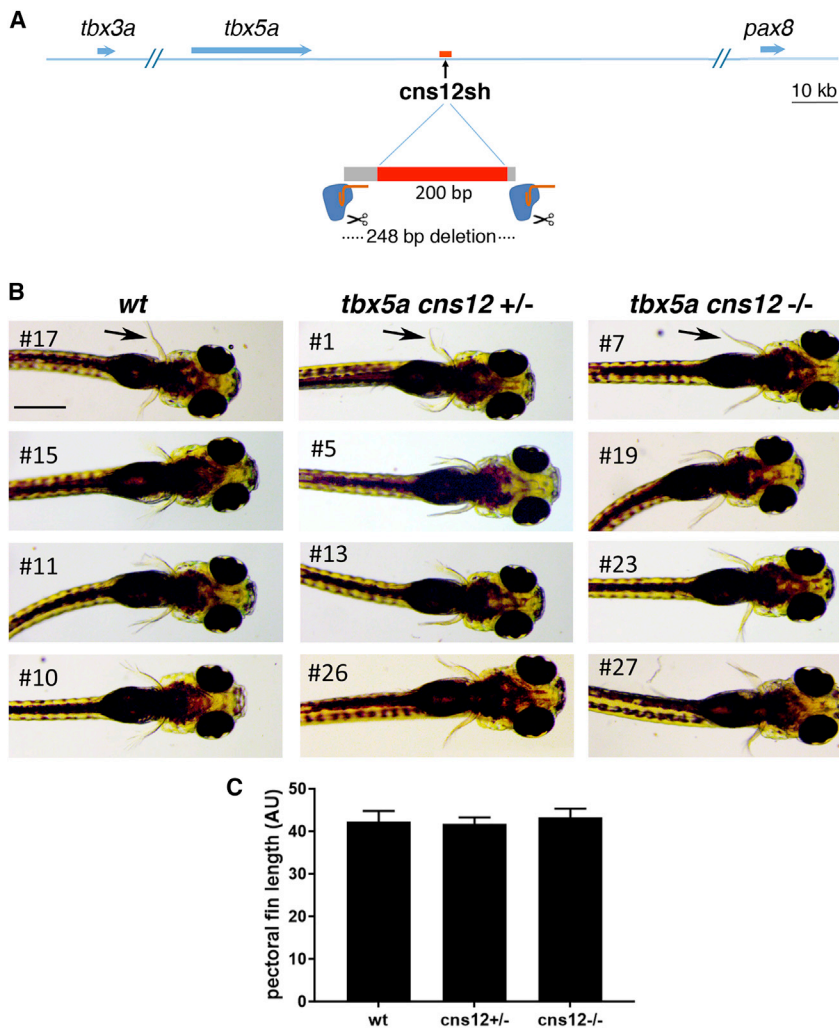 A
tbx3a tbx5a pax8
cns12sh
10 kb
200 bp
248 bp deletion
B
wt tbx5a cns12 +/- tbx5a cns12 -/-
#17 #1 #7
#15 #5 #19
#11 #13 #23
#10 #26 #27
C
pectoral fin length (AU)
50
40
30
20
10
0
wt cns12+/- cns12-/-